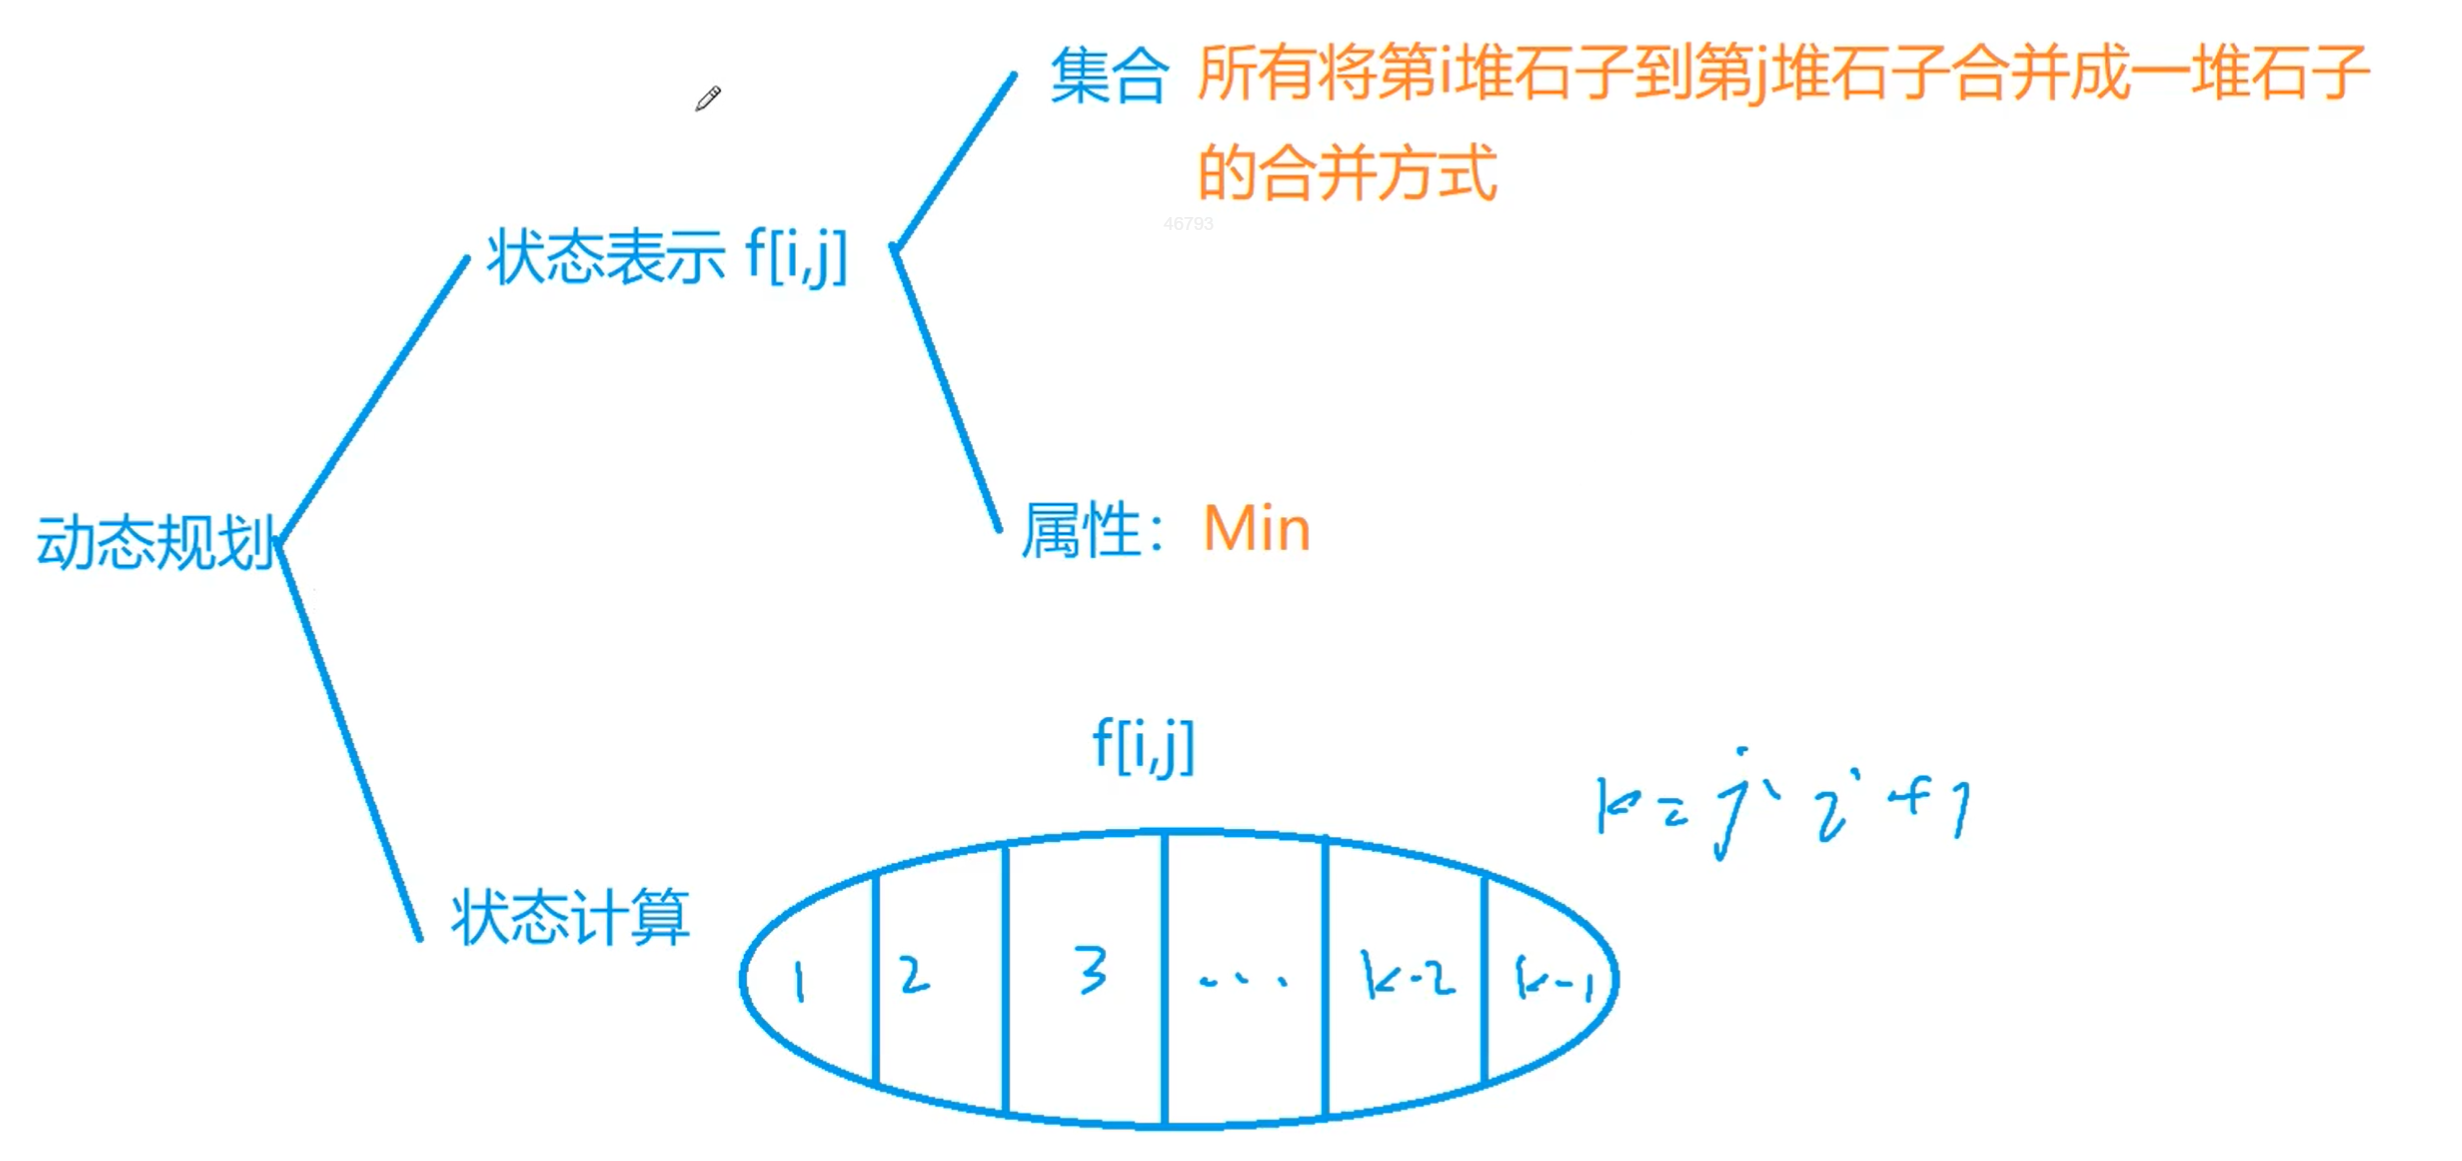 集合 所有将第i堆石子到第j堆石子合并成一堆石子
的合并方式
46793
状态表示 f[i,j]
属性：Min
动态规划
f[i,j]
k=j-i+1
状态计算
1 2 3 ... k-2 k-1